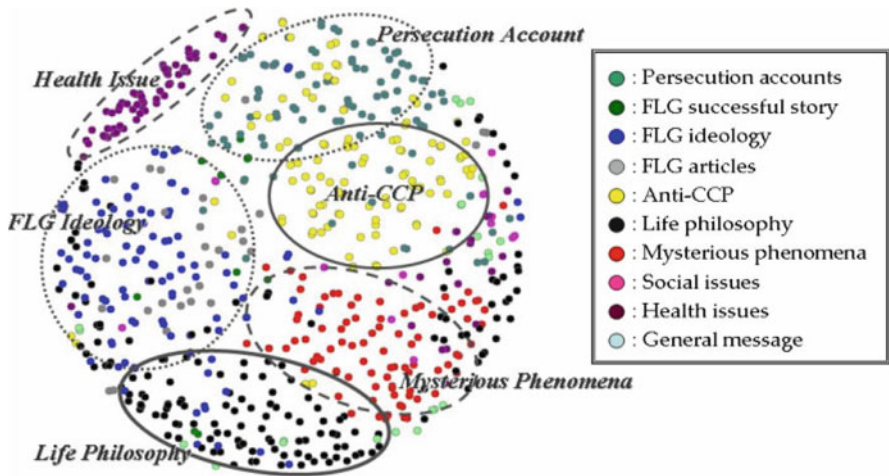 Persecution Account
Health Issue
Anti-CCP
FLG Ideology
Mysterious Phenomena
Life Philosophy
: Persecution accounts
: FLG successful story
: FLG ideology
: FLG articles
: Anti-CCP
: Life philosophy
: Mysterious phenomena
: Social issues
: Health issues
: General message